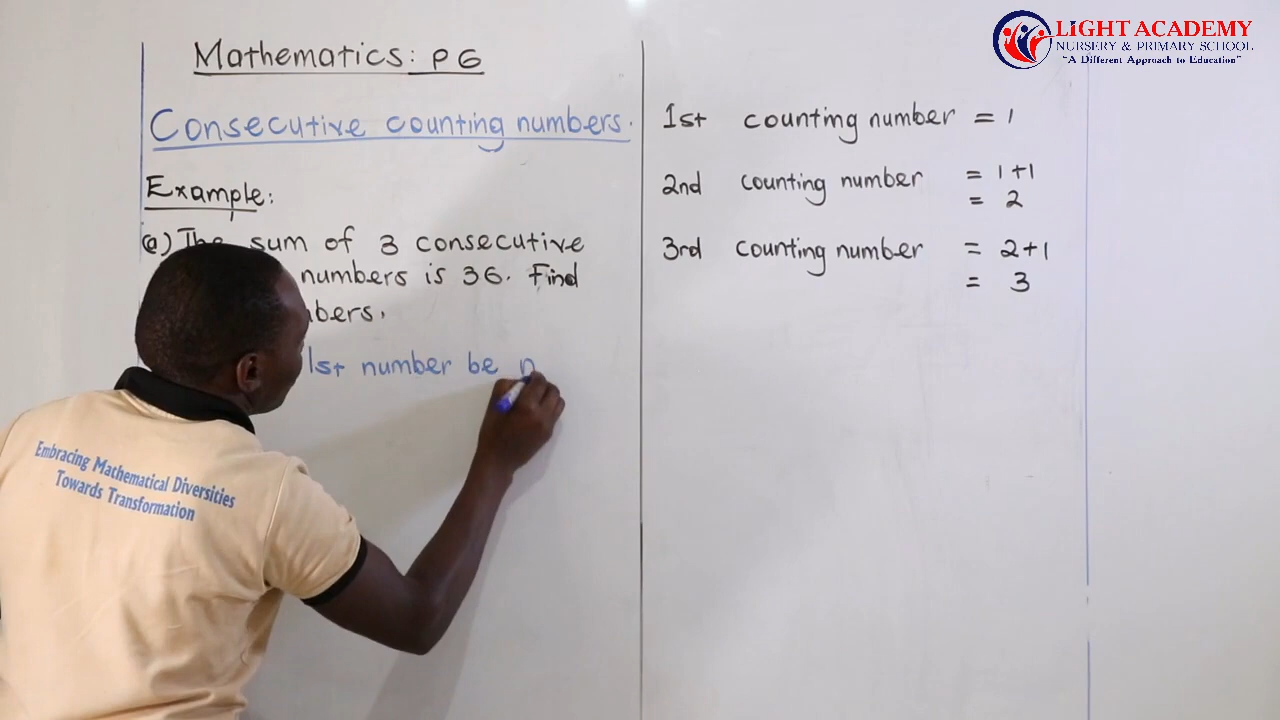 LIGHT ACADEMY
NURSERY & PRIMARY SCHOOL
"A Different Approach to Education"
Mathematics: P 6
Consecutive counting numbers.
Example:
(a) The sum of 3 consecutive
numbers is 36. Find
1st number be n
1st counting number = 1
2nd counting number = 1+1
= 2
3rd counting number = 2+1
= 3
Embracing Mathematical Diversities
Towards Transformation